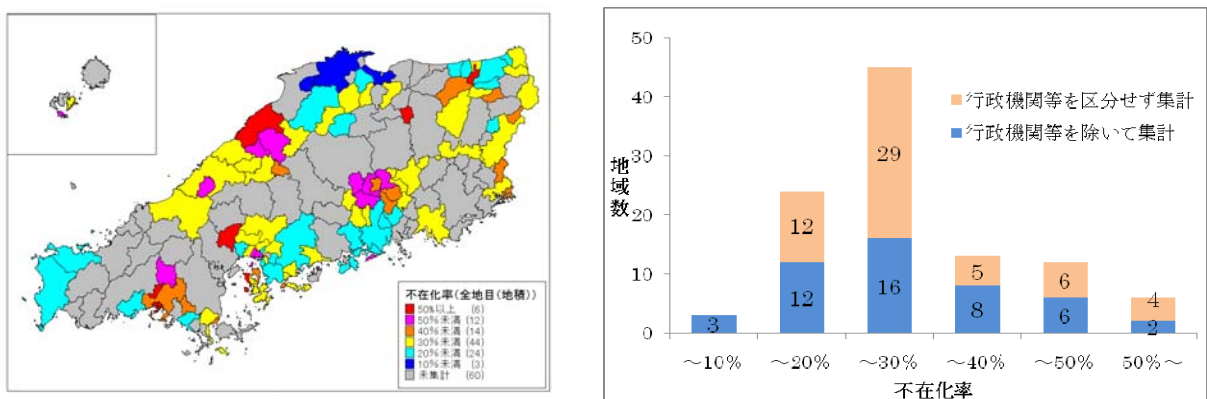 不在化率(全地目(地積))
50%以上 (6)
50%未満 (12)
40%未満 (14)
30%未満 (44)
20%未満 (24)
10%未満 (3)
未集計 (60)
50
40
30
20
10
0
地域数
行政機関等を区分せず集計
行政機関等を除いて集計
3
12
12
29
16
5
8
6
6
4
2
～10%
～20%
～30%
～40%
～50%
50%～
不在化率